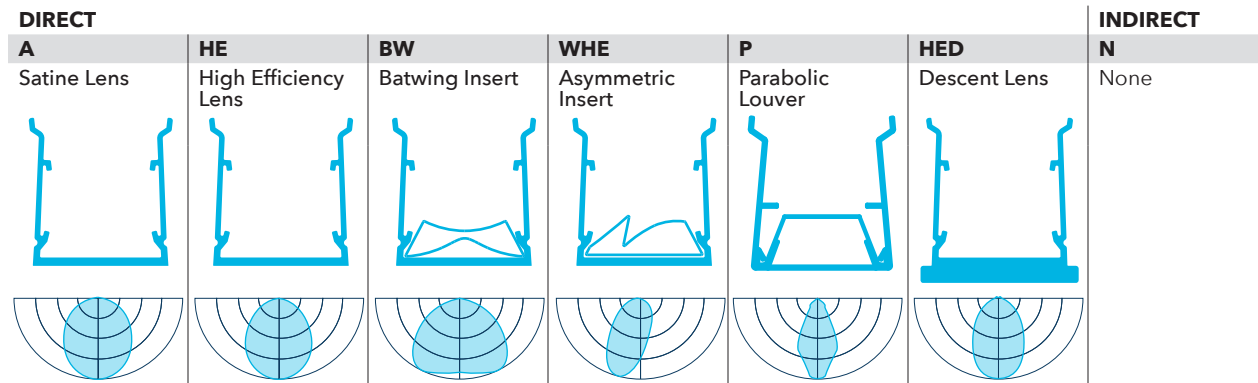 DIRECT
INDIRECT
A
HE
BW
WHE
P
HED
N
Satine Lens
High Efficiency
Lens
Batwing Insert
Asymmetric
Insert
Parabolic
Louver
Descent Lens
None